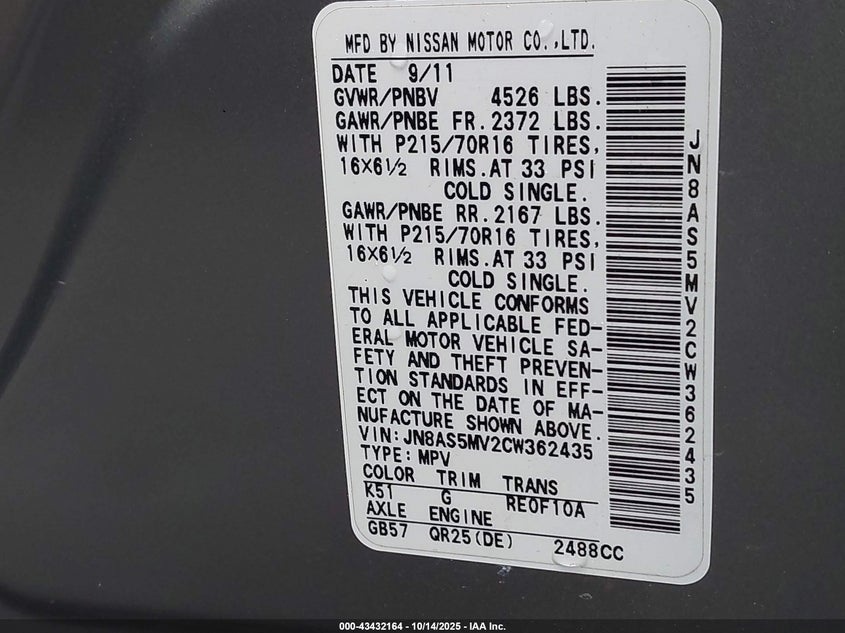 MFD BY NISSAN MOTOR CO.,LTD.
DATE 9/11
GVWR/PNBV 4526 LBS.
GAWR/PNBE FR. 2372 LBS.
WITH P215/70R16 TIRES,
16X6½ RIMS. AT 33 PSI
COLD SINGLE.
GAWR/PNBE RR. 2167 LBS.
WITH P215/70R16 TIRES,
16X6½ RIMS. AT 33 PSI
COLD SINGLE.
THIS VEHICLE CONFORMS
TO ALL APPLICABLE FED-
ERAL MOTOR VEHICLE SA-
FETY AND THEFT PREVEN-
TION STANDARDS IN EFF-
ECT ON THE DATE OF MA-
NUFACTURE SHOWN ABOVE.
VIN: JN8AS5MV2CW362435
TYPE: MPV
COLOR TRIM TRANS
K51 G RE0F10A
AXLE ENGINE
GB57 QR25(DE) 2488CC
JN8AS5MV2CW362435
000-43432164 - 10/14/2025 - IAA Inc.